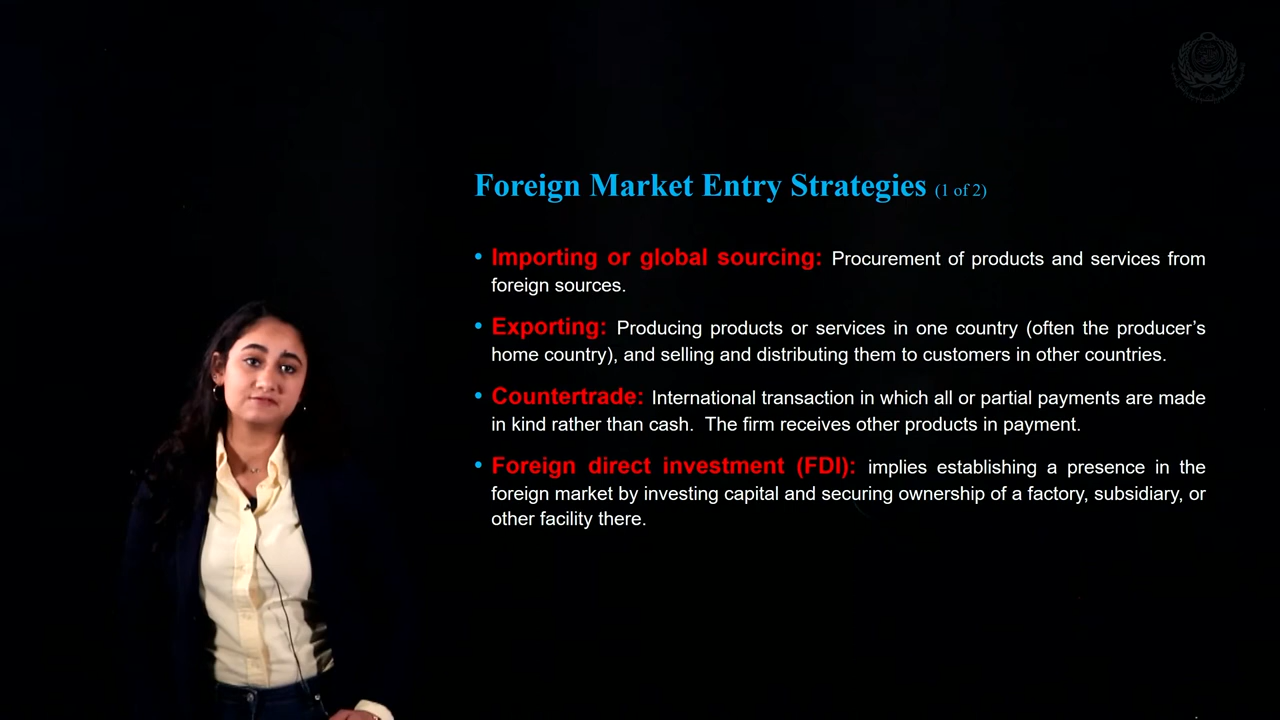 Foreign Market Entry Strategies (1 of 2)
• Importing or global sourcing: Procurement of products and services from
foreign sources.
• Exporting: Producing products or services in one country (often the producer’s
home country), and selling and distributing them to customers in other countries.
• Countertrade: International transaction in which all or partial payments are made
in kind rather than cash.  The firm receives other products in payment.
• Foreign direct investment (FDI): implies establishing a presence in the
foreign market by investing capital and securing ownership of a factory, subsidiary, or
other facility there.